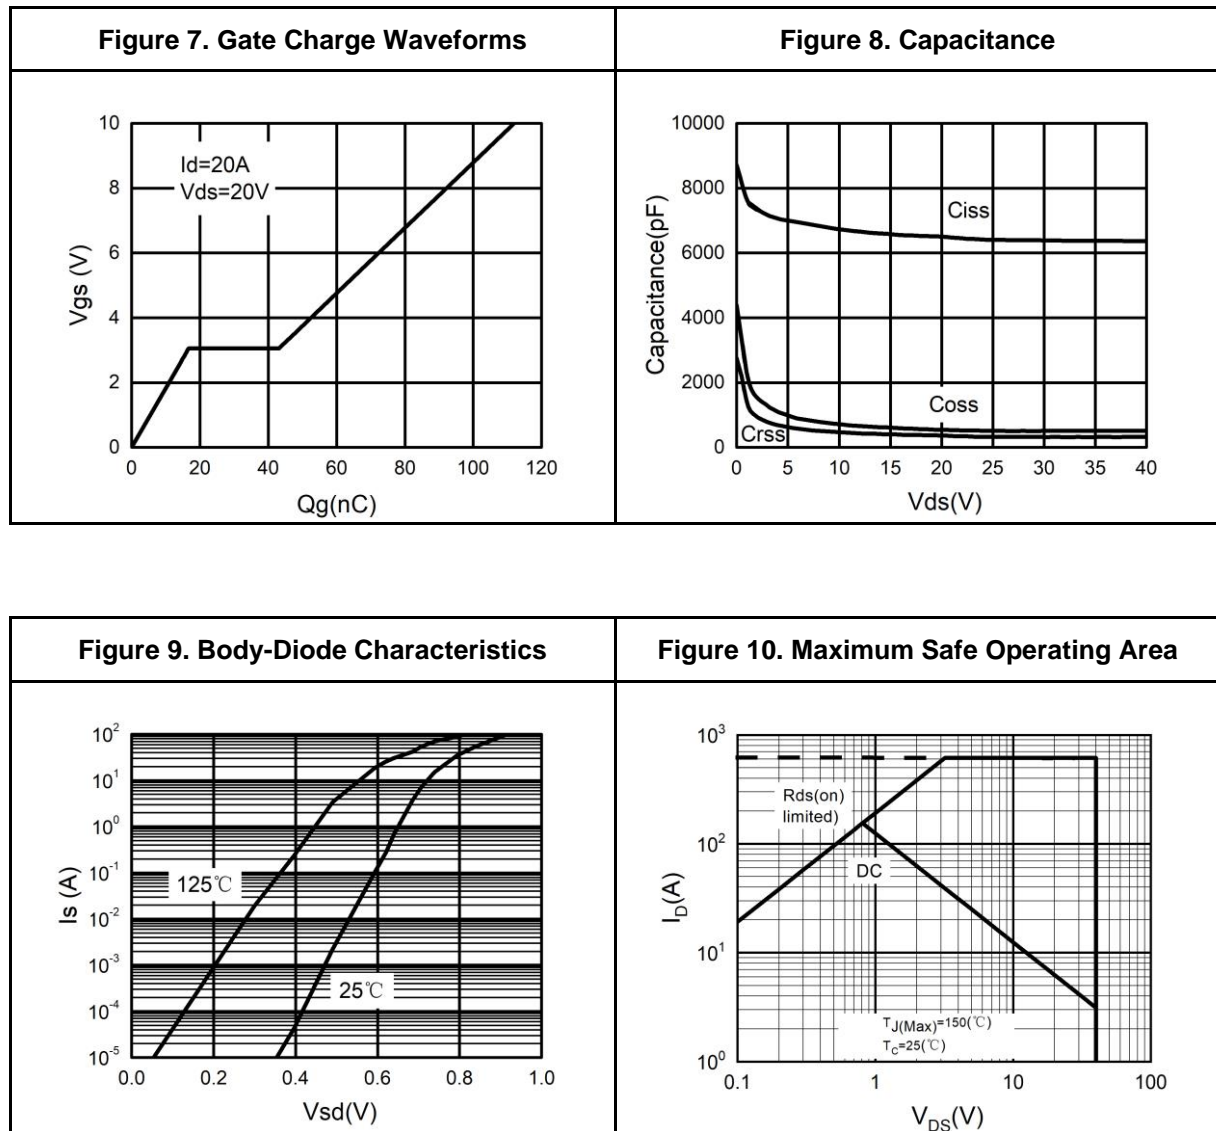 Figure 7. Gate Charge Waveforms
Figure 8. Capacitance
10
8
6
4
2
0
Vgs (V)
Id=20A
Vds=20V
0 20 40 60 80 100 120
Qg(nC)
10000
8000
6000
4000
2000
0
Capacitance(pF)
Ciss
Coss
Crss
0 5 10 15 20 25 30 35 40
Vds(V)
Figure 9. Body-Diode Characteristics
Figure 10. Maximum Safe Operating Area
10²
10¹
10⁰
10⁻¹
10⁻²
10⁻³
10⁻⁴
10⁻⁵
Is (A)
125℃
25℃
0.0 0.2 0.4 0.6 0.8 1.0
Vsd(V)
10³
10²
10¹
10⁰
I_D(A)
Rds(on)
limited)
DC
T_J(Max)=150(℃)
T_C=25(℃)
0.1 1 10 100
V_DS(V)